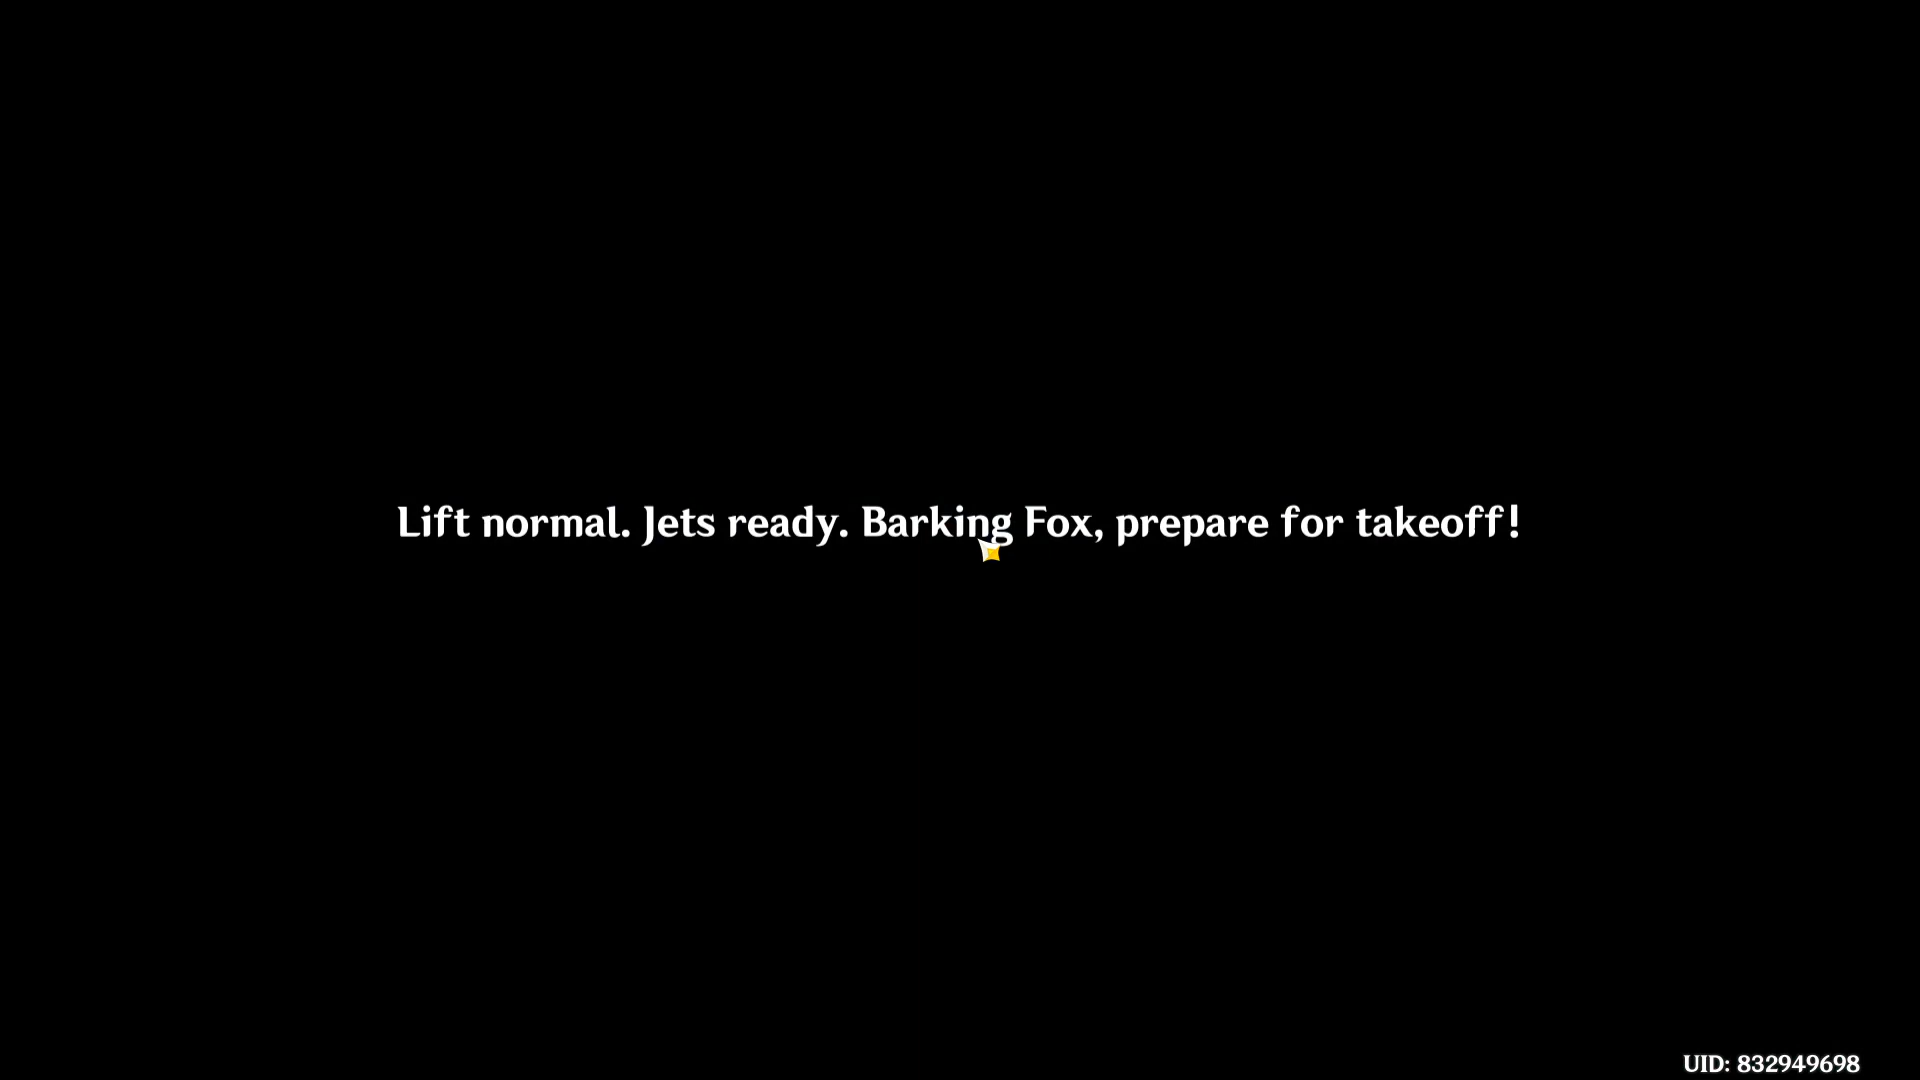 Lift normal. Jets ready. Barking Fox, prepare for takeoff!
UID: 832949698